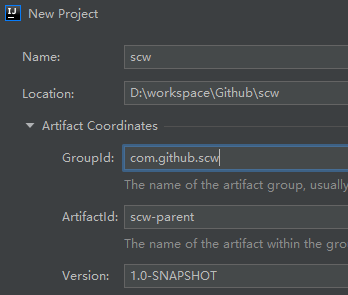 New Project
Name: scw
Location: D:\workspace\Github\scw
Artifact Coordinates
GroupId: com.github.scw
The name of the artifact group, usually
ArtifactId: scw-parent
The name of the artifact within the gro
Version: 1.0-SNAPSHOT